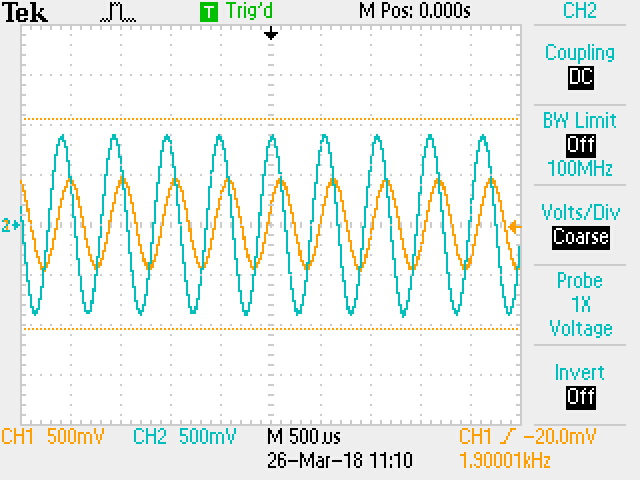 Tek T Trig'd M Pos: 0.000s CH2
Coupling
DC
BW Limit
Off
100MHz
Volts/Div
Coarse
Probe
1X
Voltage
Invert
Off
2
CH1 500mV CH2 500mV M 500µs CH1 -20.0mV
26-Mar-18 11:10 1.90001kHz